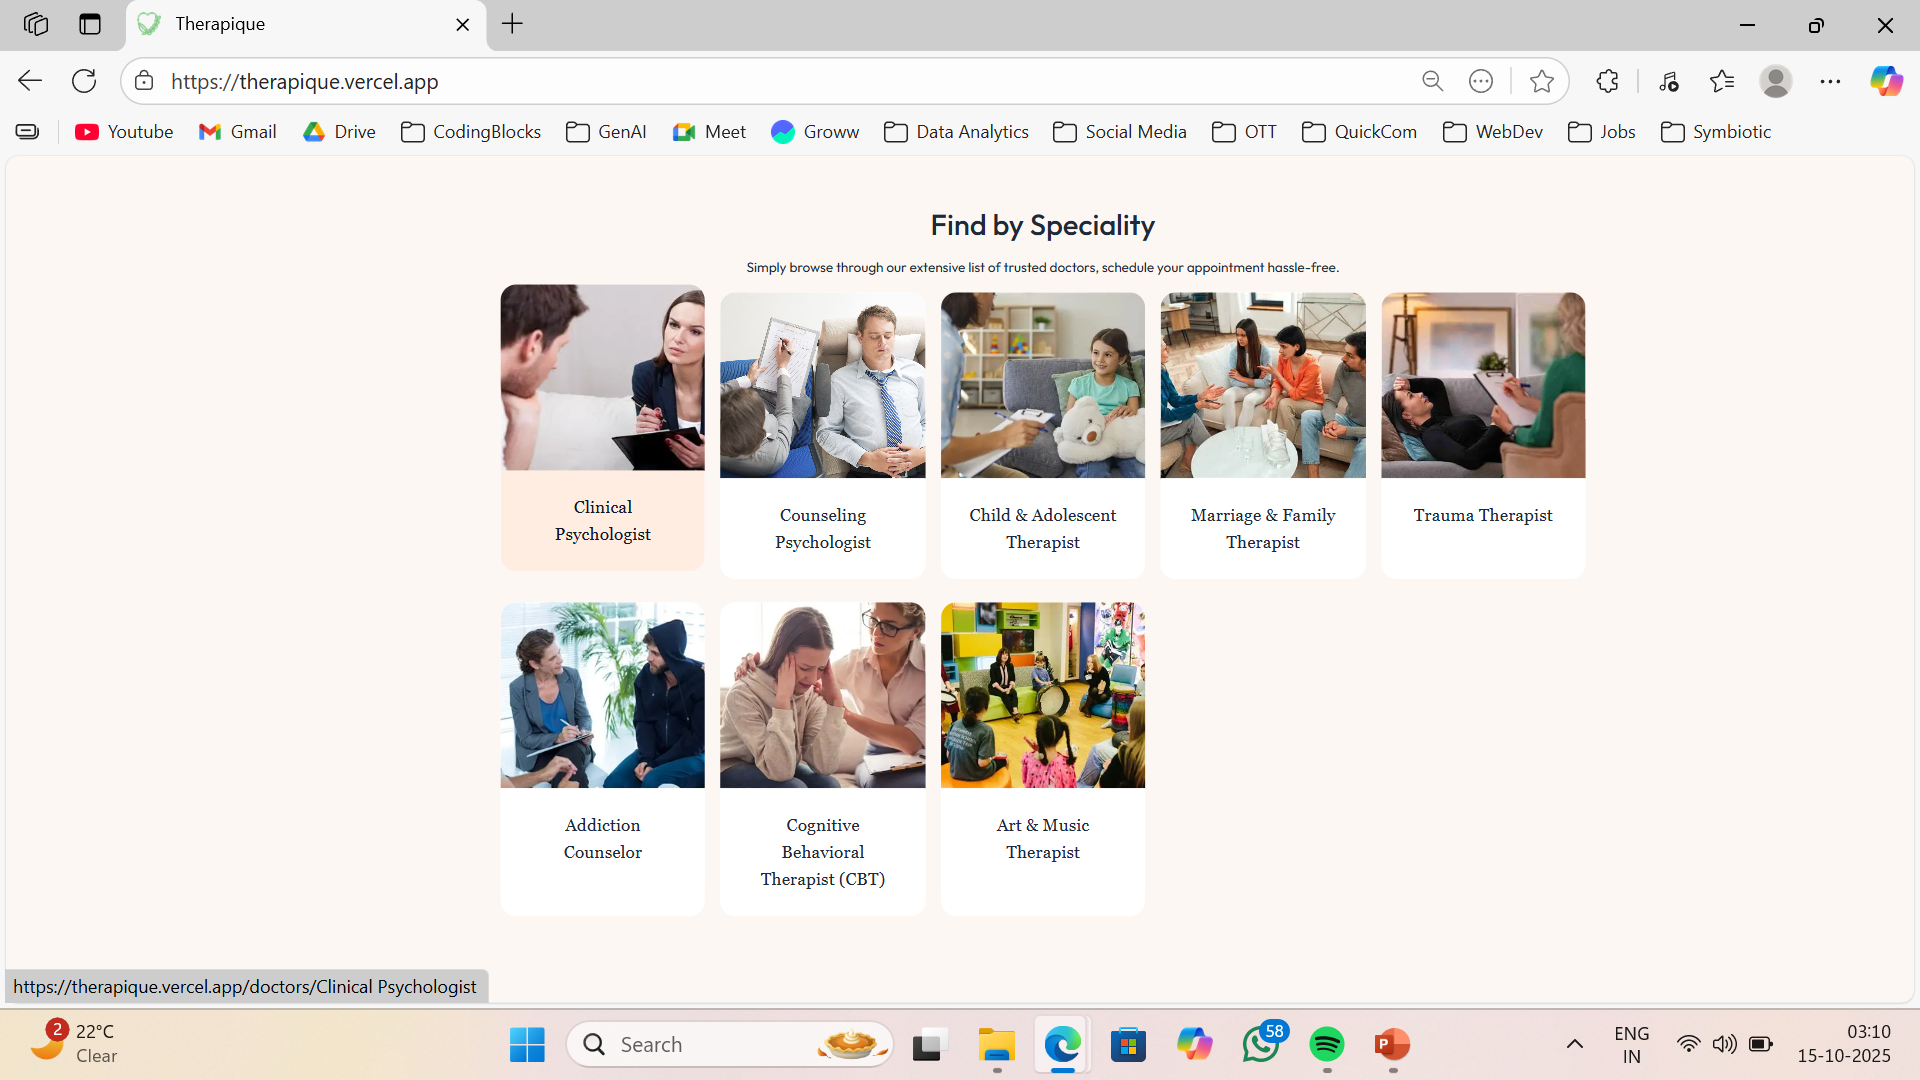 Therapique
https://therapique.vercel.app
Youtube Gmail Drive CodingBlocks GenAI Meet Groww Data Analytics Social Media OTT QuickCom WebDev Jobs Symbiotic
Find by Speciality
Simply browse through our extensive list of trusted doctors, schedule your appointment hassle-free.
Clinical
Psychologist
Counseling
Psychologist
Child & Adolescent
Therapist
Marriage & Family
Therapist
Trauma Therapist
Addiction
Counselor
Cognitive
Behavioral
Therapist (CBT)
Art & Music
Therapist
https://therapique.vercel.app/doctors/Clinical Psychologist
2
22°C
Clear
Search
58
P
ENG
IN
03:10
15-10-2025